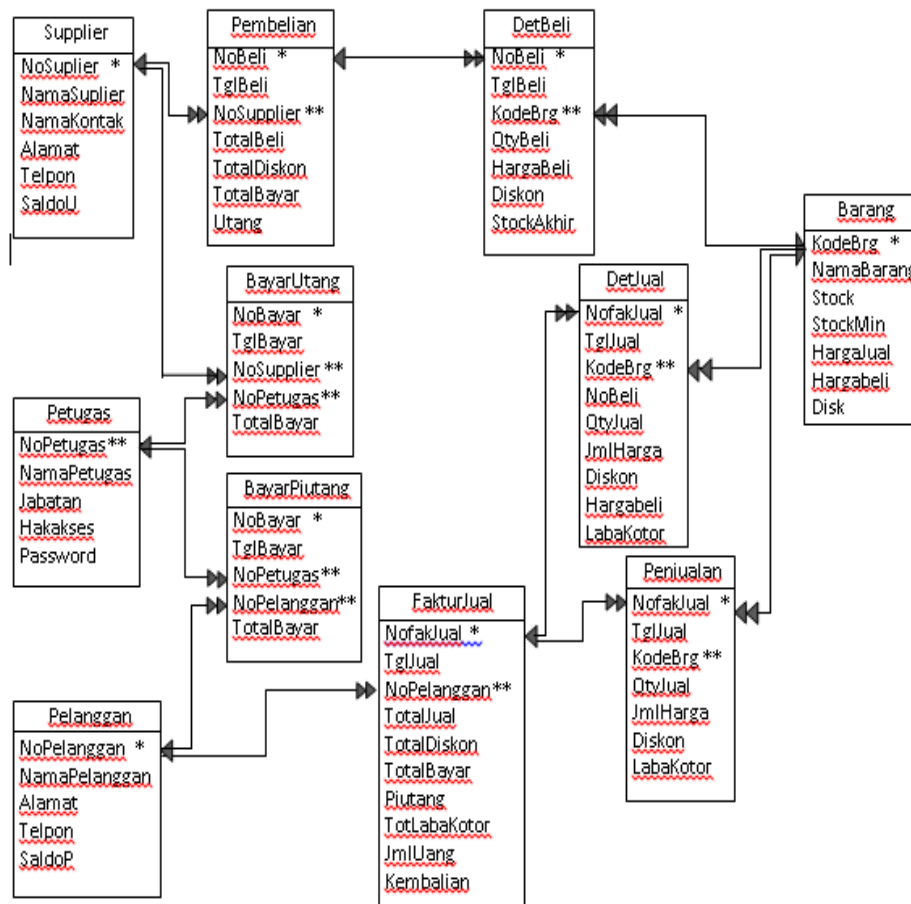 Supplier
NoSuplier *
NamaSuplier
NamaKontak
Alamat
Telpon
SaldoU
Pembelian
NoBeli *
TglBeli
NoSupplier **
TotalBeli
TotalDiskon
TotalBayar
Utang
DetBeli
NoBeli *
TglBeli
KodeBrg **
QtyBeli
HargaBeli
Diskon
StockAkhir
Barang
KodeBrg *
NamaBarang
Stock
StockMin
HargaJual
Hargabeli
Disk
BayarUtang
NoBayar *
TglBayar
NoSupplier **
NoPetugas **
TotalBayar
DetJual
NofakJual *
TglJual
KodeBrg **
NoBeli
QtyJual
JmlHarga
Diskon
Hargabeli
LabaKotor
Petugas
NoPetugas **
NamaPetugas
Jabatan
Hakakses
Password
BayarPiutang
NoBayar *
TglBayar
NoPetugas **
NoPelanggan **
TotalBayar
FakturJual
NofakJual *
TglJual
NoPelanggan **
TotalJual
TotalDiskon
TotalBayar
Piutang
TotLabaKotor
JmlUang
Kembalian
Penjualan
NofakJual *
TglJual
KodeBrg **
QtyJual
JmlHarga
Diskon
LabaKotor
Pelanggan
NoPelanggan *
NamaPelanggan
Alamat
Telpon
SaldoP